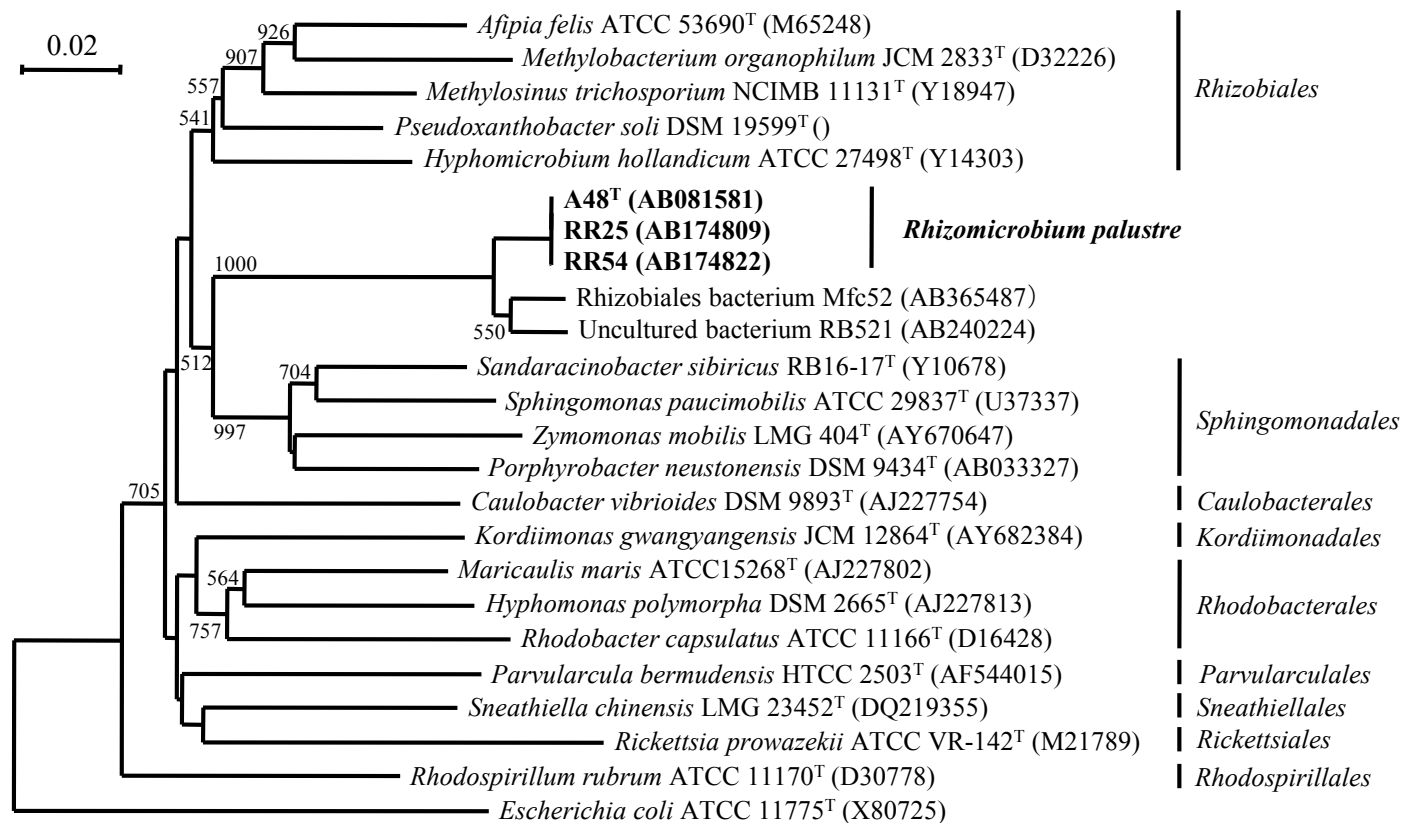 0.02
926
907
557
541
1000
512
704
997
705
564
757
550
Afipia felis ATCC 53690ᵀ (M65248)
Methylobacterium organophilum JCM 2833ᵀ (D32226)
Methylosinus trichosporium NCIMB 11131ᵀ (Y18947)
Pseudoxanthobacter soli DSM 19599ᵀ ()
Hyphomicrobium hollandicum ATCC 27498ᵀ (Y14303)
Rhizobiales
A48ᵀ (AB081581)
RR25 (AB174809)
RR54 (AB174822)
Rhizomicrobium palustre
Rhizobiales bacterium Mfc52 (AB365487)
Uncultured bacterium RB521 (AB240224)
Sandaracinobacter sibiricus RB16-17ᵀ (Y10678)
Sphingomonas paucimobilis ATCC 29837ᵀ (U37337)
Zymomonas mobilis LMG 404ᵀ (AY670647)
Porphyrobacter neustonensis DSM 9434ᵀ (AB033327)
Sphingomonadales
Caulobacter vibrioides DSM 9893ᵀ (AJ227754)
Caulobacterales
Kordiimonas gwangyangensis JCM 12864ᵀ (AY682384)
Kordiimonadales
Maricaulis maris ATCC15268ᵀ (AJ227802)
Hyphomonas polymorpha DSM 2665ᵀ (AJ227813)
Rhodobacter capsulatus ATCC 11166ᵀ (D16428)
Rhodobacterales
Parvularcula bermudensis HTCC 2503ᵀ (AF544015)
Parvularculales
Sneathiella chinensis LMG 23452ᵀ (DQ219355)
Sneathiellales
Rickettsia prowazekii ATCC VR-142ᵀ (M21789)
Rickettsiales
Rhodospirillum rubrum ATCC 11170ᵀ (D30778)
Rhodospirillales
Escherichia coli ATCC 11775ᵀ (X80725)